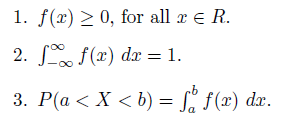 1. f(x) ≥ 0, for all x ∈ R.
2. ∫_{-∞}^{∞} f(x) dx = 1.
3. P(a < X < b) = ∫_a^b f(x) dx.